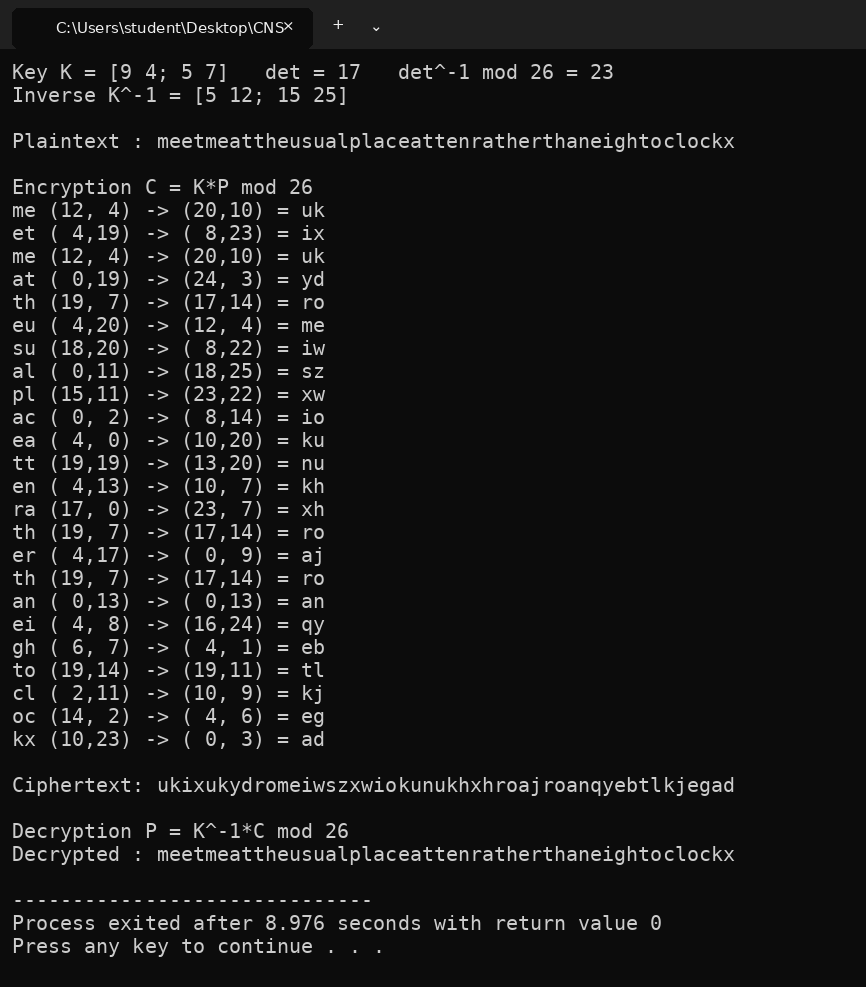 C:\Users\student\Desktop\CNS × + ⌄
Key K = [9 4; 5 7]   det = 17   det^-1 mod 26 = 23
Inverse K^-1 = [5 12; 15 25]

Plaintext : meetmeattheusualplaceattenratherthaneightoclockx

Encryption C = K*P mod 26
me (12, 4) -> (20,10) = uk
et ( 4,19) -> ( 8,23) = ix
me (12, 4) -> (20,10) = uk
at ( 0,19) -> (24, 3) = yd
th (19, 7) -> (17,14) = ro
eu ( 4,20) -> (12, 4) = me
su (18,20) -> ( 8,22) = iw
al ( 0,11) -> (18,25) = sz
pl (15,11) -> (23,22) = xw
ac ( 0, 2) -> ( 8,14) = io
ea ( 4, 0) -> (10,20) = ku
tt (19,19) -> (13,20) = nu
en ( 4,13) -> (10, 7) = kh
ra (17, 0) -> (23, 7) = xh
th (19, 7) -> (17,14) = ro
er ( 4,17) -> ( 0, 9) = aj
th (19, 7) -> (17,14) = ro
an ( 0,13) -> ( 0,13) = an
ei ( 4, 8) -> (16,24) = qy
gh ( 6, 7) -> ( 4, 1) = eb
to (19,14) -> (19,11) = tl
cl ( 2,11) -> (10, 9) = kj
oc (14, 2) -> ( 4, 6) = eg
kx (10,23) -> ( 0, 3) = ad

Ciphertext: ukixukydromeiwszxwiokunukhxhroajroanqyebtlkjegad

Decryption P = K^-1*C mod 26
Decrypted : meetmeattheusualplaceattenratherthaneightoclockx

------------------------------
Process exited after 8.976 seconds with return value 0
Press any key to continue . . .